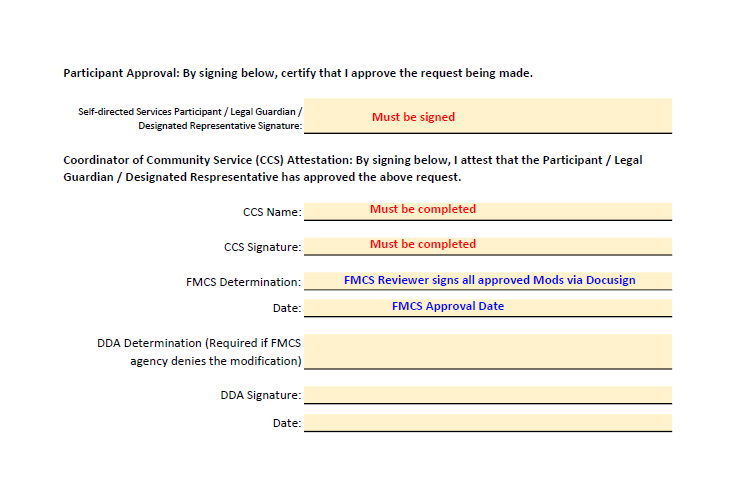 Participant Approval: By signing below, certify that I approve the request being made.
Self-directed Services Participant / Legal Guardian /
Designated Representative Signature:
Must be signed
Coordinator of Community Service (CCS) Attestation: By signing below, I attest that the Participant / Legal
Guardian / Designated Respresentative has approved the above request.
CCS Name:
Must be completed
CCS Signature:
Must be completed
FMCS Determination:
FMCS Reviewer signs all approved Mods via Docusign
Date:
FMCS Approval Date
DDA Determination (Required if FMCS
agency denies the modification)
DDA Signature:
Date: